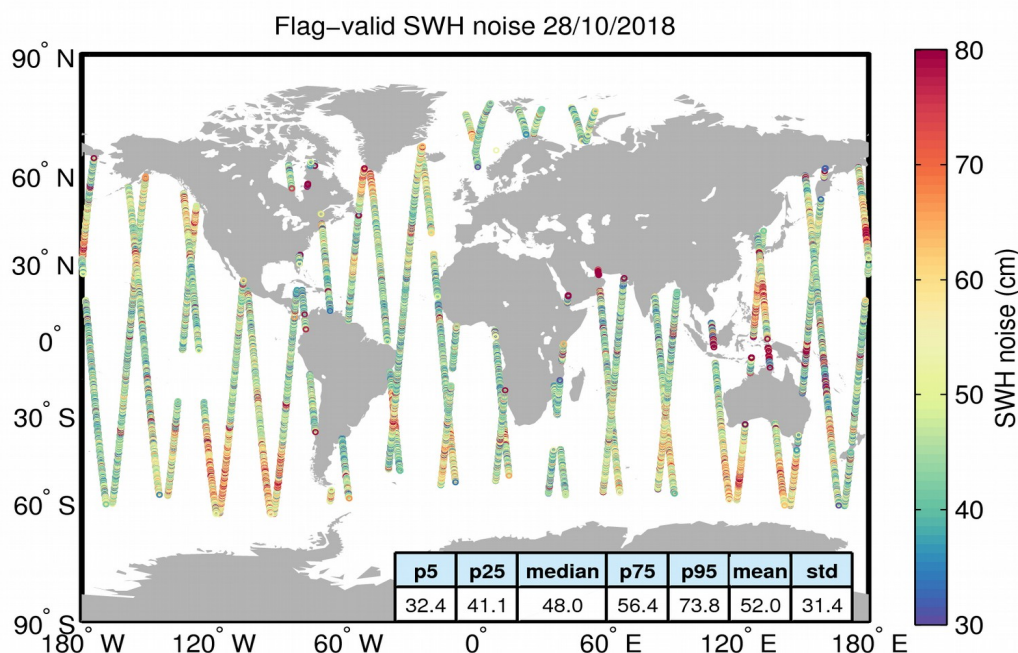 Flag−valid SWH noise 28/10/2018
90° N
60° N
30° N
0°
30° S
60° S
90° S
180° W
120° W
60° W
0°
60° E
120° E
180° E
80
70
60
50
40
30
SWH noise (cm)
p5 p25 median p75 p95 mean std
32.4 41.1 48.0 56.4 73.8 52.0 31.4